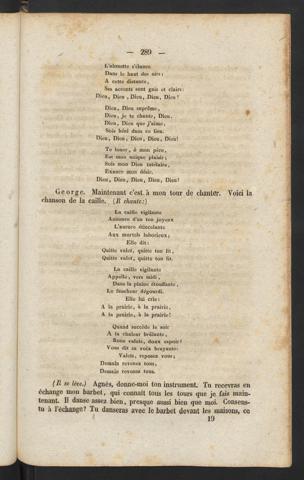 — 289 —
L'alouette s'élance
Dans le haut des airs;
A cette distance,
Ses accents sont gais et clairs:
Dieu, Dieu, Dieu, Dieu, Dieu!
Dieu, Dieu suprême,
Dieu, je te chante, Dieu,
Dieu, Dieu que j'aime,
Sois béni dans ce lieu.
Dieu, Dieu, Dieu, Dieu, Dieu!
Te louer, ô mon père,
Est mon unique plaisir;
Sois mon Dieu tutélaire,
Exauce mon désir.
Dieu, Dieu, Dieu, Dieu, Dieu!
George. Maintenant c'est à mon tour de chanter. Voici la
chanson de la caille. (Il chante:)
La caille vigilante
Annonce d'un ton joyeux
L'aurore étincelante
Aux mortels laborieux;
Elle dit:
Quitte valet, quitte ton lit,
Quitte valet, quitte ton lit.
La caille vigilante
Appelle, vers midi,
Dans la plaine étouffante,
Le faucheur dégourdi.
Elle lui crie:
A la prairie, à la prairie,
A la prairie, à la prairie!
Quand succède le soir
A la chaleur brûlante,
Bons valets, doux espoir!
Vous dit sa voix bruyante:
Valets, reposez vous;
Demain revenez tous,
Demain revenez tous.
(Il se lève.) Agnès, donne-moi ton instrument. Tu recevras en
échange mon barbet, qui connaît tous les tours que je fais main-
tenant. Il danse assez bien, presque aussi bien que moi. Consens-
tu à l'échange? Tu danseras avec le barbet devant les maisons, ce
19